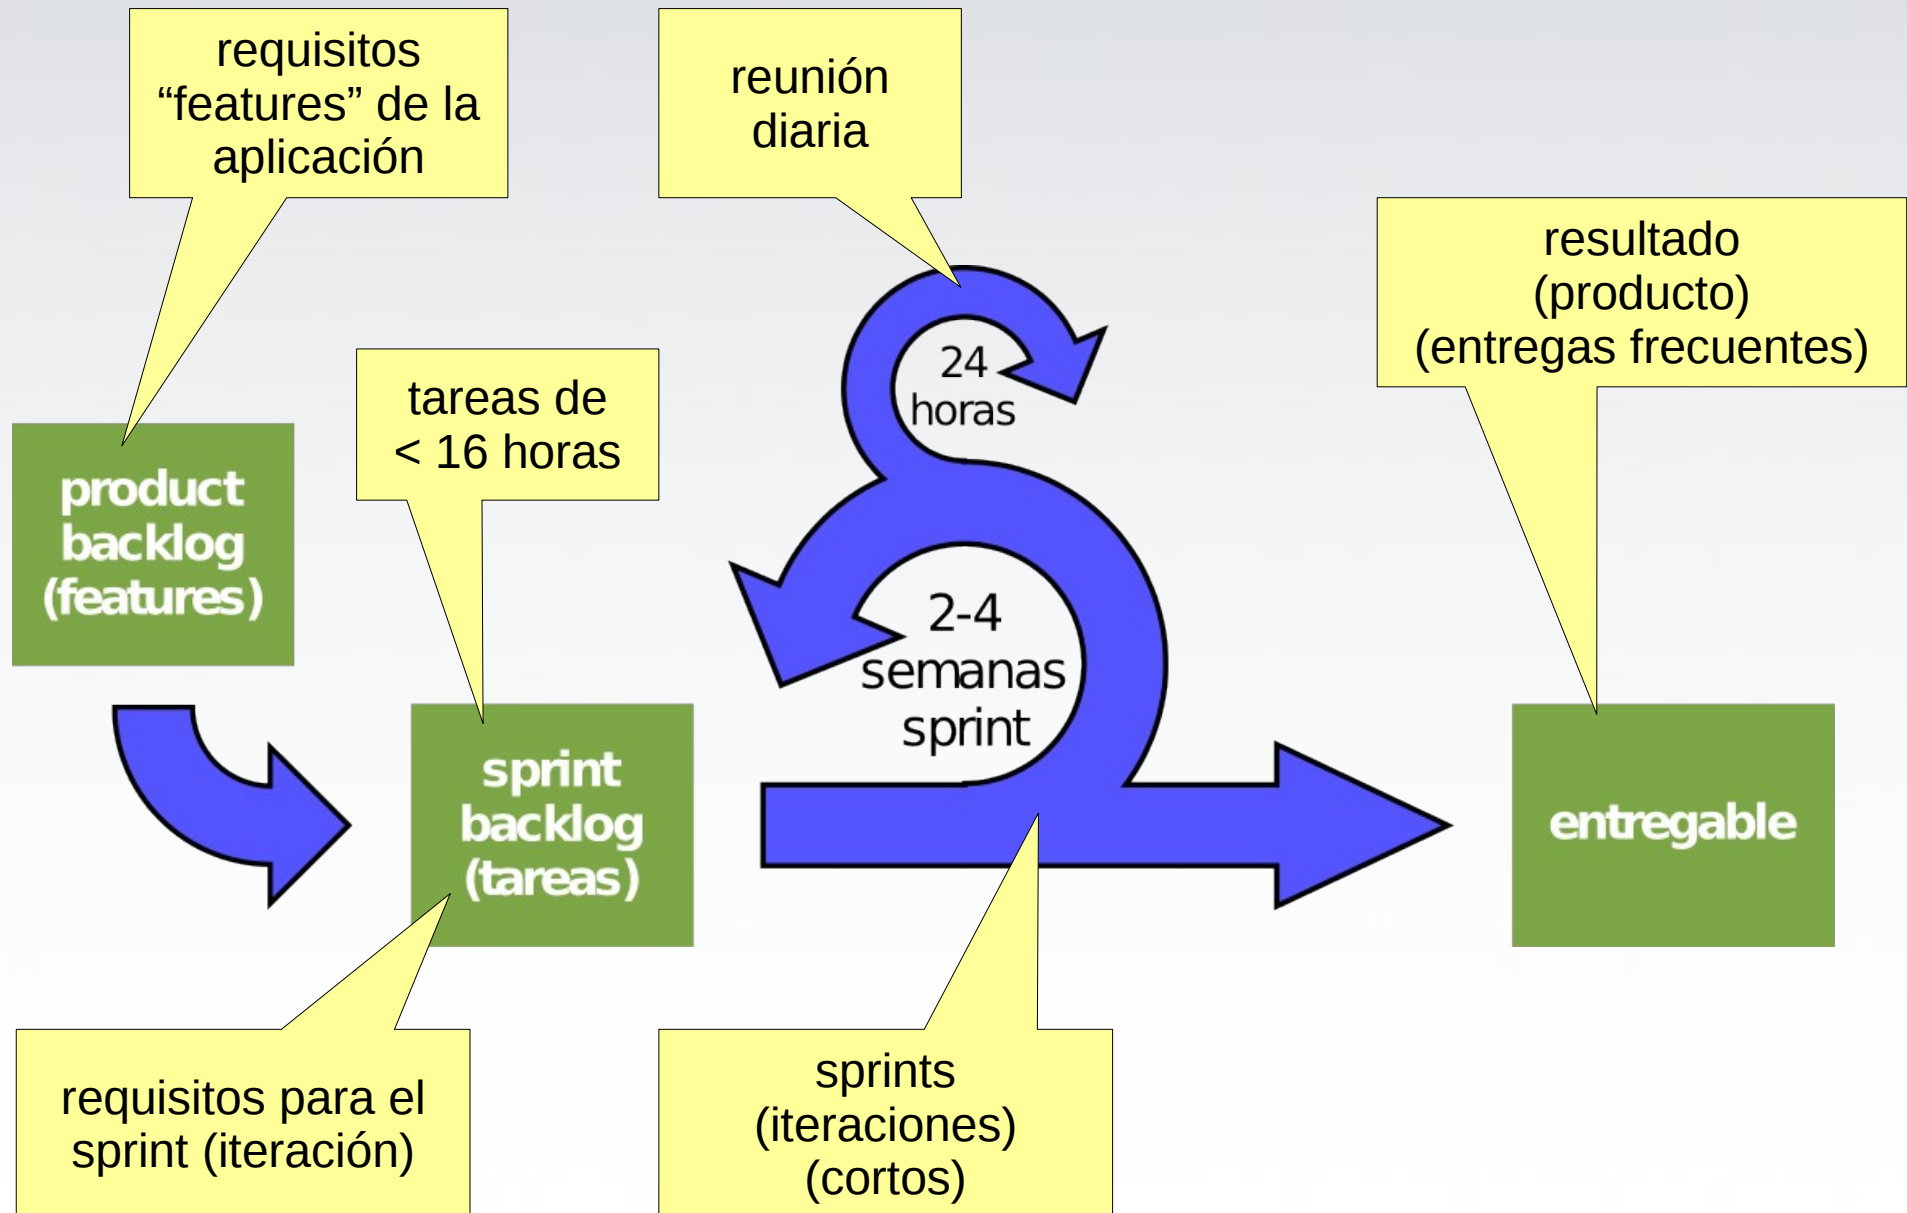 requisitos
“features” de la
aplicación
reunión
diaria
resultado
(producto)
(entregas frecuentes)
tareas de
< 16 horas
24
horas
product
backlog
(features)
2-4
semanas
sprint
sprint
backlog
(tareas)
entregable
requisitos para el
sprint (iteración)
sprints
(iteraciones)
(cortos)